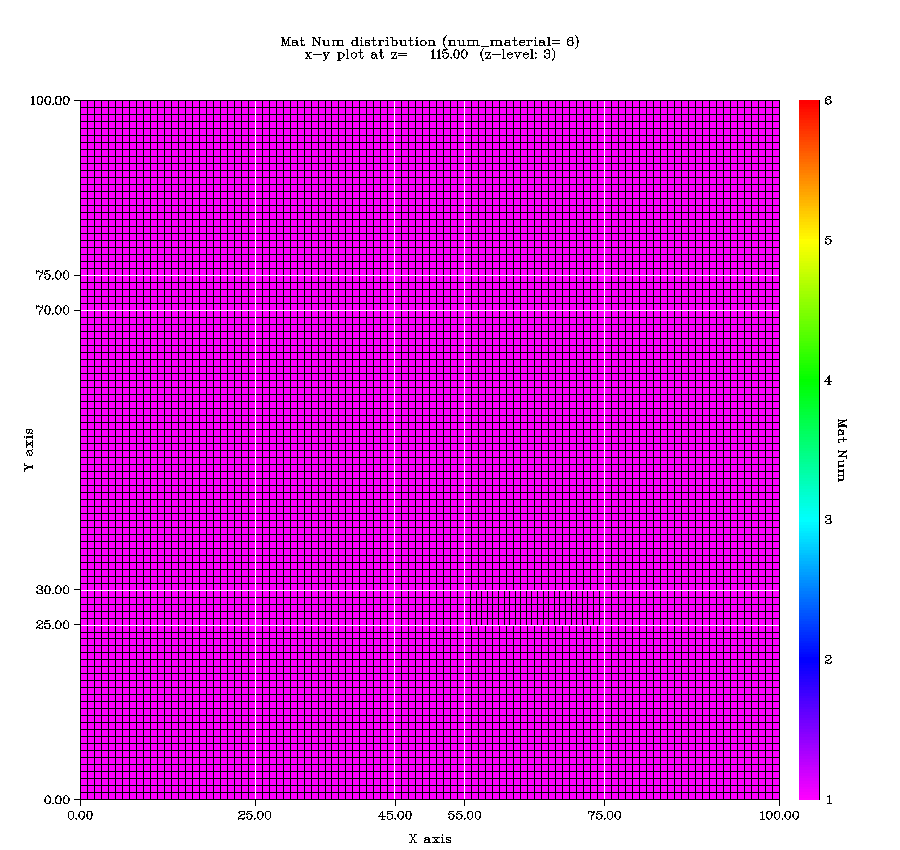 Mat Num distribution (num_material= 6)
x-y plot at z= 115.00 (z-level: 3)
100.00
75.00
70.00
30.00
25.00
0.00
Y axis
0.00 25.00 45.00 55.00 75.00 100.00
X axis
6
5
4
3
2
1
Mat Num